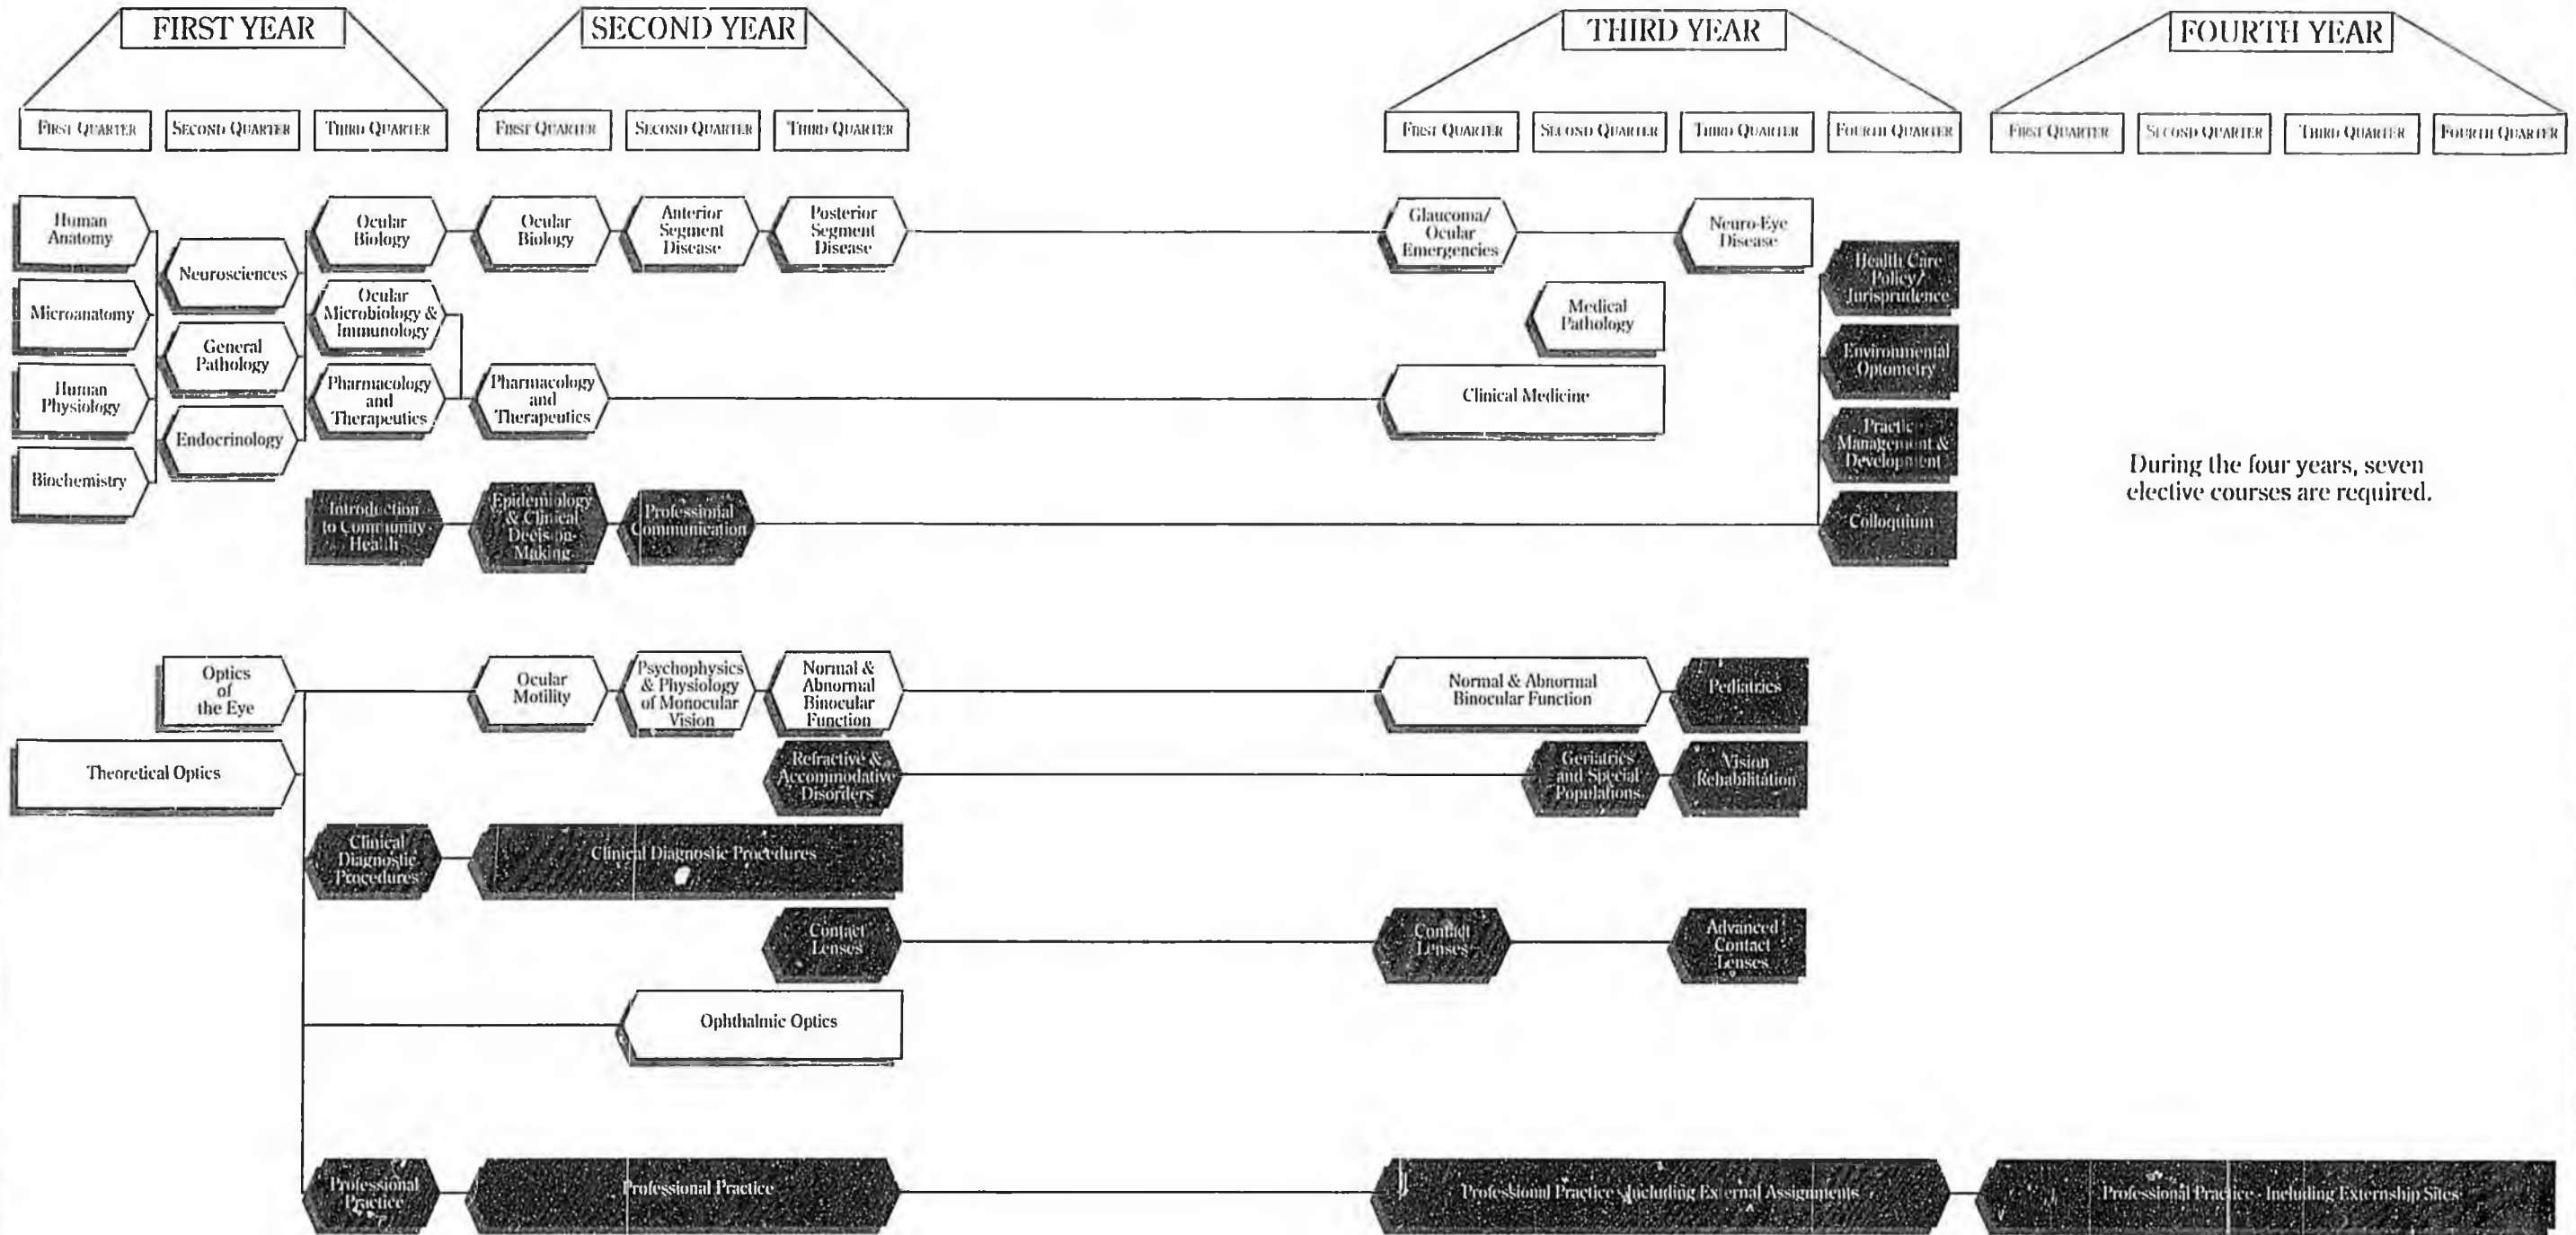 FIRST YEAR
SECOND YEAR
THIRD YEAR
FOURTH YEAR
FIRST QUARTER
SECOND QUARTER
THIRD QUARTER
FIRST QUARTER
SECOND QUARTER
THIRD QUARTER
FIRST QUARTER
SECOND QUARTER
THIRD QUARTER
FOURTH QUARTER
FIRST QUARTER
SECOND QUARTER
THIRD QUARTER
FOURTH QUARTER
Human
Anatomy
Microanatomy
Human
Physiology
Biochemistry
Neurosciences
General
Pathology
Endocrinology
Ocular
Biology
Ocular
Microbiology &
Immunology
Pharmacology
and
Therapeutics
Introduction
to Community
Health
Ocular
Biology
Pharmacology
and
Therapeutics
Epidemiology
& Clinical
Decision-
Making
Anterior
Segment
Disease
Professional
Communication
Posterior
Segment
Disease
Glaucoma/
Ocular
Emergencies
Medical
Pathology
Clinical Medicine
Neuro-Eye
Disease
Health Care
Policy/
Jurisprudence
Environmental
Optometry
Practic
Management &
Development
Colloquium
During the four years, seven
elective courses are required.
Optics
of
the Eye
Theoretical Optics
Ocular
Motility
Psychophysics
& Physiology
of Monocular
Vision
Normal &
Abnormal
Binocular
Function
Normal & Abnormal
Binocular Function
Pediatrics
Refractive &
Accommodative
Disorders
Geriatrics
and Special
Populations
Vision
Rehabilitation
Clinical
Diagnostic
Procedures
Clinical Diagnostic Procedures
Contact
Lenses
Contact
Lenses
Advanced
Contact
Lenses
Ophthalmic Optics
Professional
Practice
Professional Practice
Professional Practice - Including External Assignments
Professional Practice - Including Externship Sites